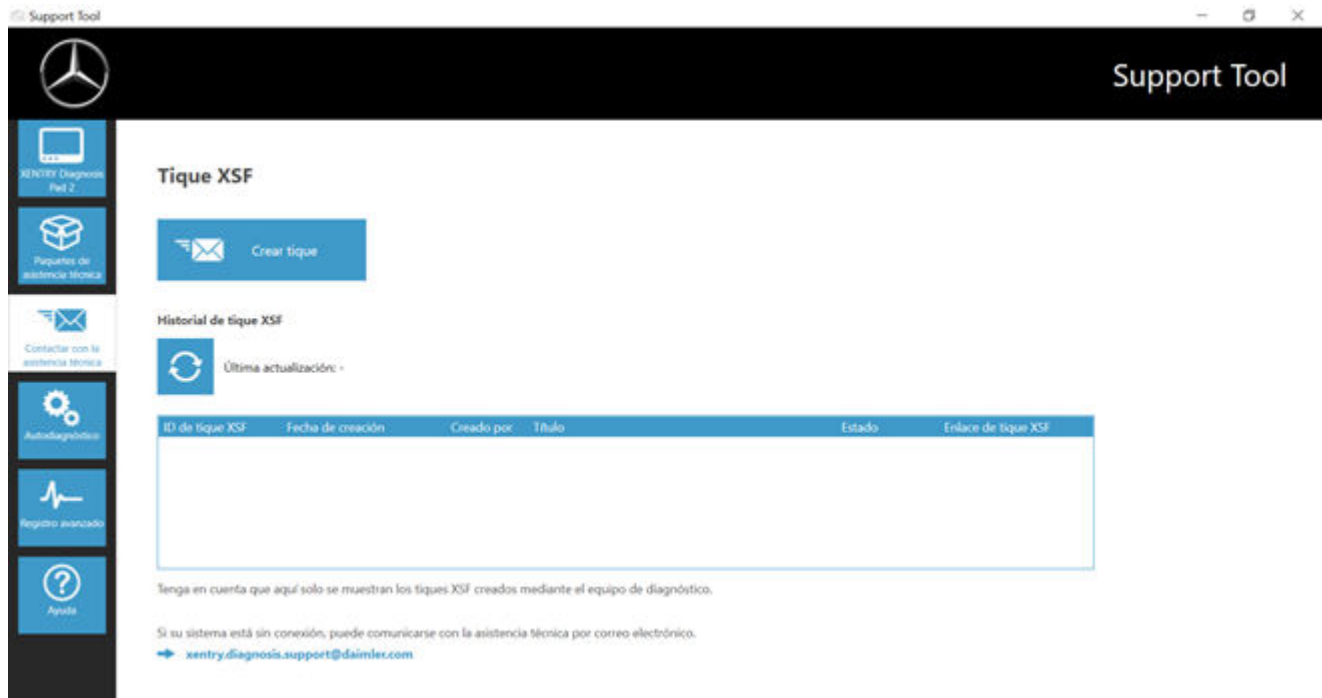 Support Tool
Support Tool
XENTRY Diagnosis
Pad 2
Paquetes de
asistencia técnica
Contactar con la
asistencia técnica
Autodiagnóstico
Registro avanzado
Ayuda
Tique XSF
Crear tique
Historial de tique XSF
Última actualización: -
ID de tique XSF Fecha de creación Creado por Título Estado Enlace de tique XSF
Tenga en cuenta que aquí solo se muestran los tiques XSF creados mediante el equipo de diagnóstico.
Si su sistema está sin conexión, puede comunicarse con la asistencia técnica por correo electrónico.
xentry.diagnosis.support@daimler.com